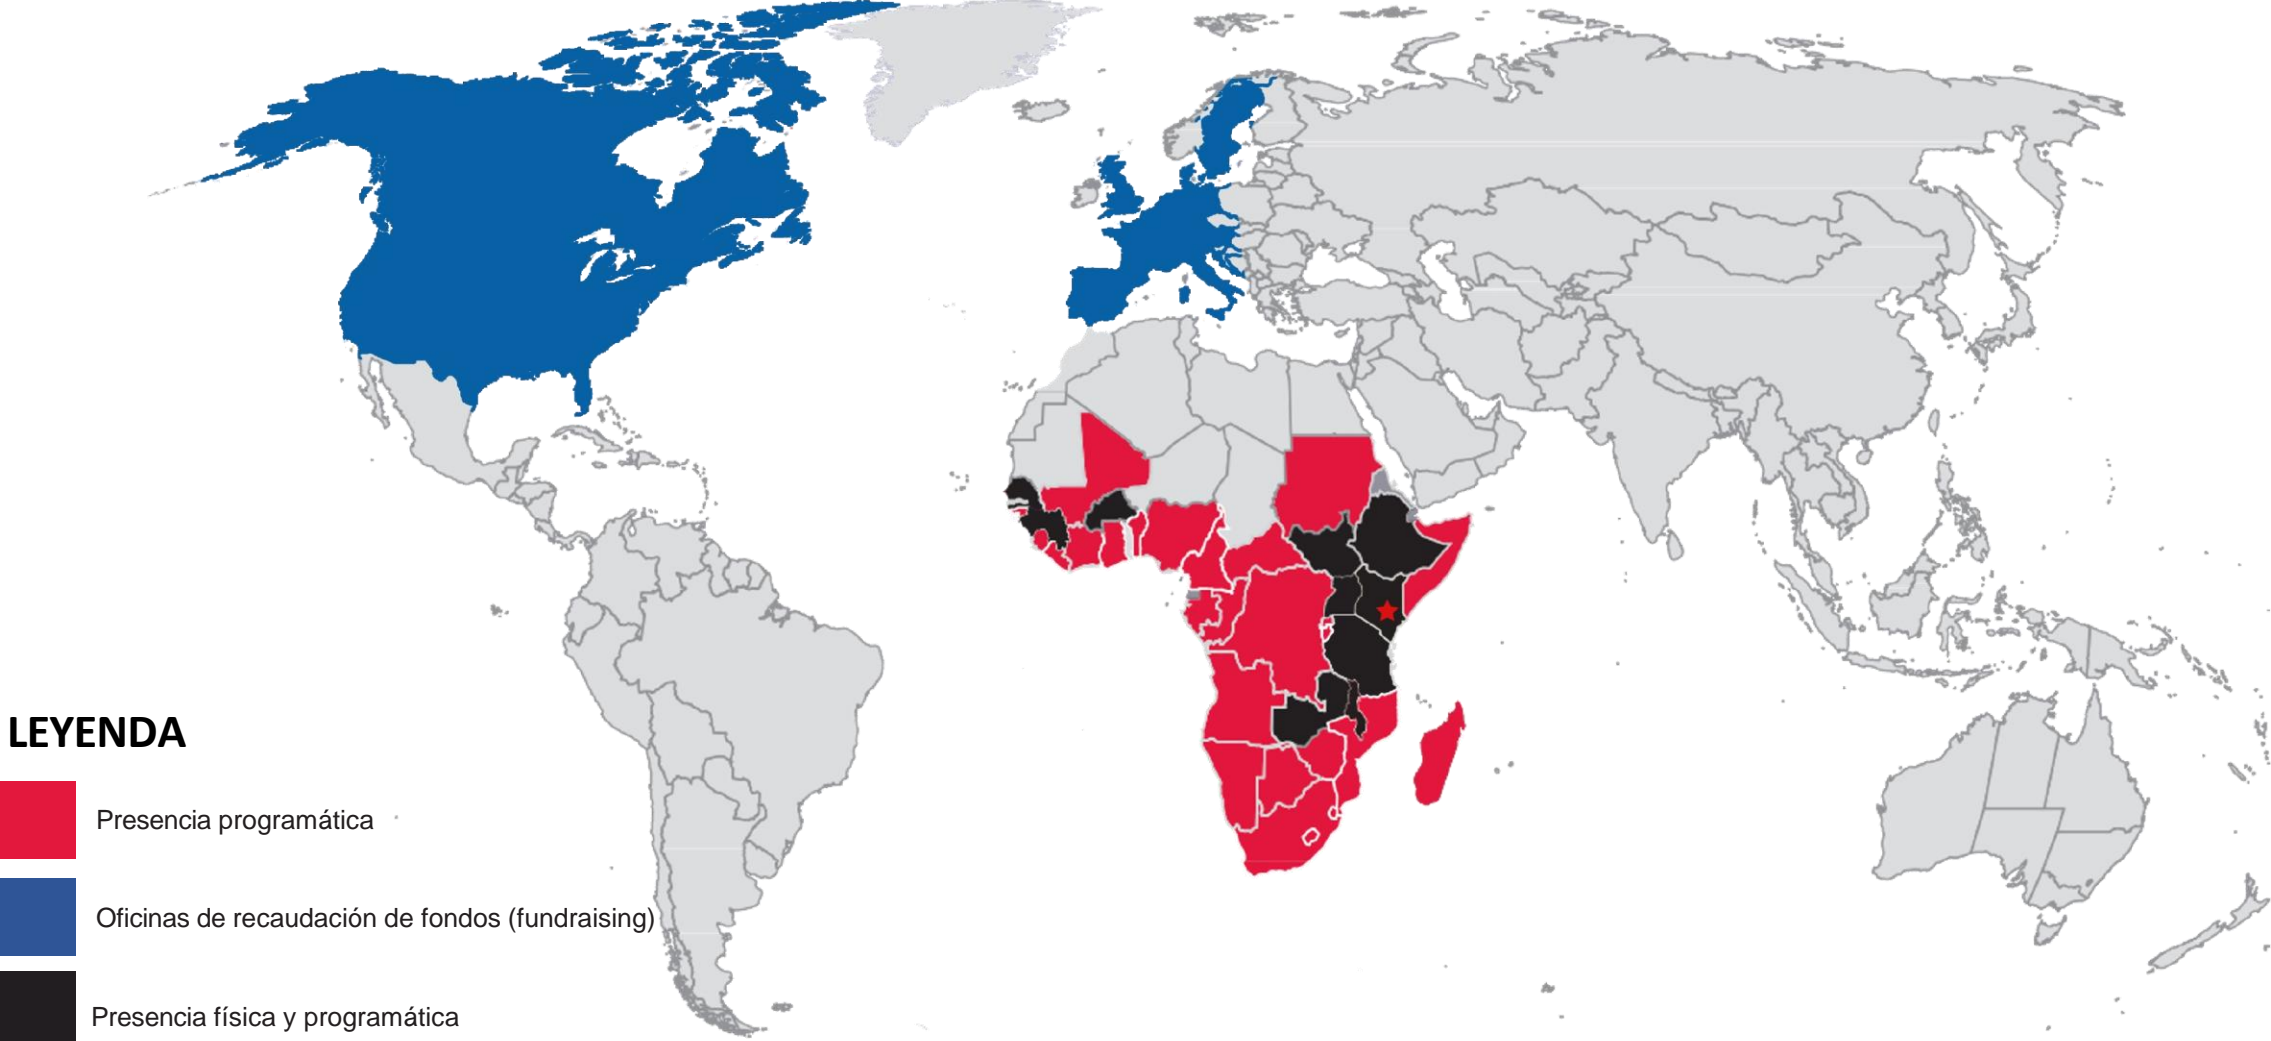 LEYENDA
Presencia programática
Oficinas de recaudación de fondos (fundraising)
Presencia física y programática